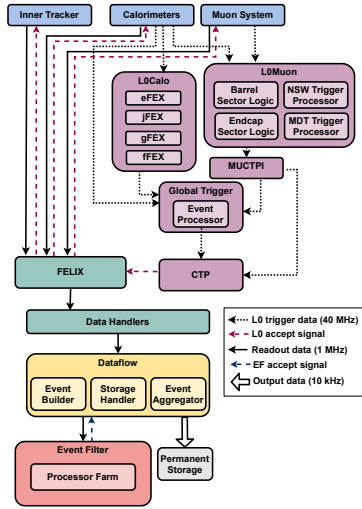 Inner Tracker
Calorimeters
Muon System
L0Calo
eFEX
jFEX
gFEX
fFEX
L0Muon
Barrel
Sector Logic
NSW Trigger
Processor
Endcap
Sector Logic
MDT Trigger
Processor
MUCTPI
Global Trigger
Event
Processor
FELIX
CTP
Data Handlers
L0 trigger data (40 MHz)
L0 accept signal
Readout data (1 MHz)
EF accept signal
Output data (10 kHz)
Dataflow
Event
Builder
Storage
Handler
Event
Aggregator
Event Filter
Processor Farm
Permanent
Storage